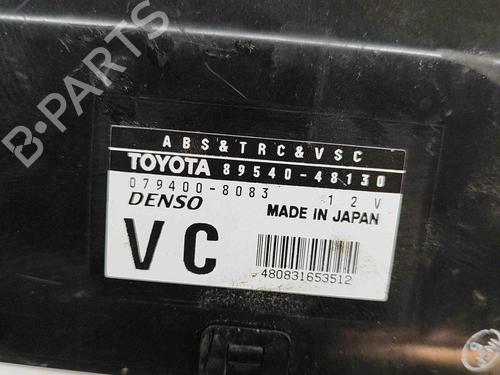 B-PARTS
ABS&TRC&VSC
TOYOTA 89540-48130
079400-8083 12V
DENSO MADE IN JAPAN
VC
480831653512